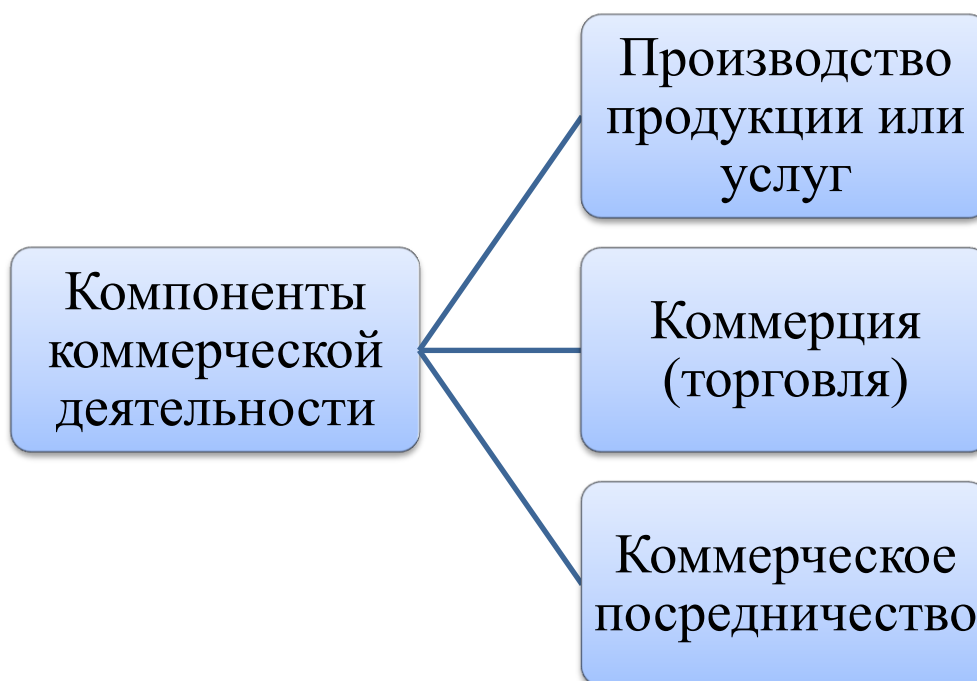 Компоненты
коммерческой
деятельности
Производство
продукции или
услуг
Коммерция
(торговля)
Коммерческое
посредничество